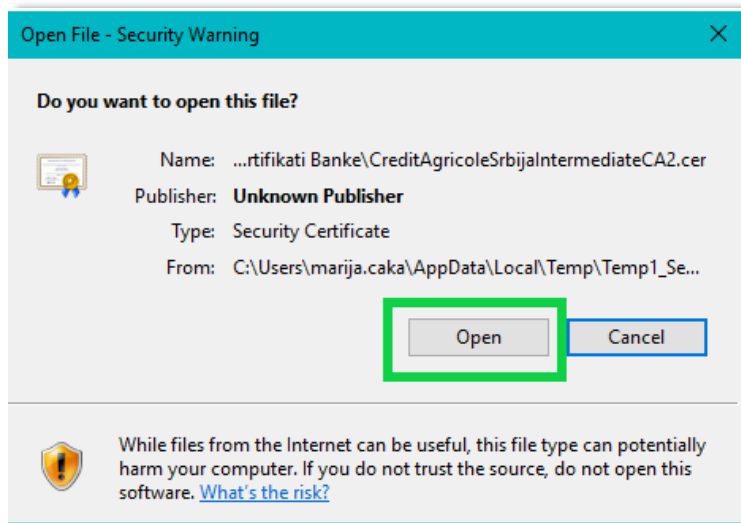 Open File - Security Warning
Do you want to open this file?
Name: ...rtifikati Banke\CreditAgricoleSrbijaIntermediateCA2.cer
Publisher: Unknown Publisher
Type: Security Certificate
From: C:\Users\marija.caka\AppData\Local\Temp\Temp1_Se...
Open Cancel
While files from the Internet can be useful, this file type can potentially
harm your computer. If you do not trust the source, do not open this
software. What's the risk?